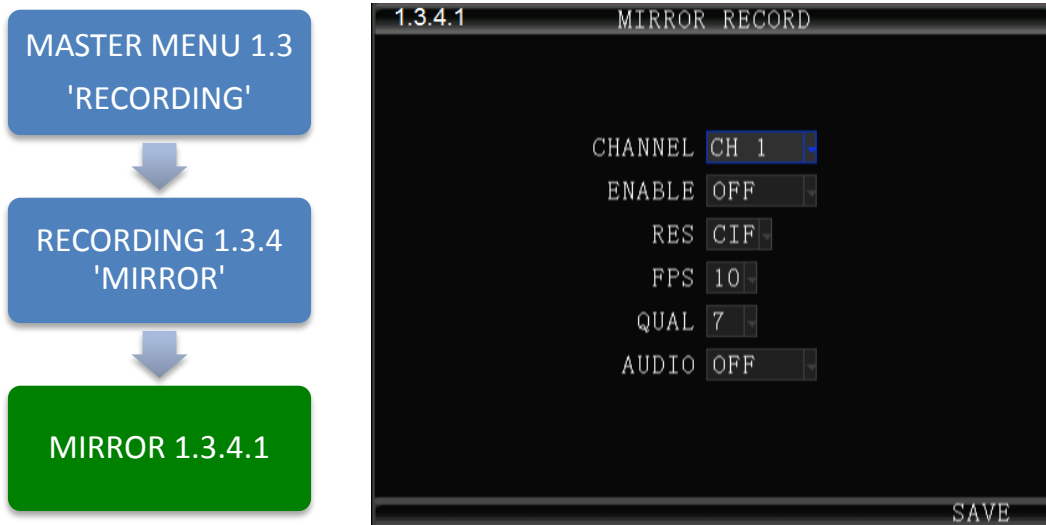 MASTER MENU 1.3
'RECORDING'
RECORDING 1.3.4
'MIRROR'
MIRROR 1.3.4.1
1.3.4.1 MIRROR RECORD
CHANNEL CH 1
ENABLE OFF
RES CIF
FPS 10
QUAL 7
AUDIO OFF
SAVE